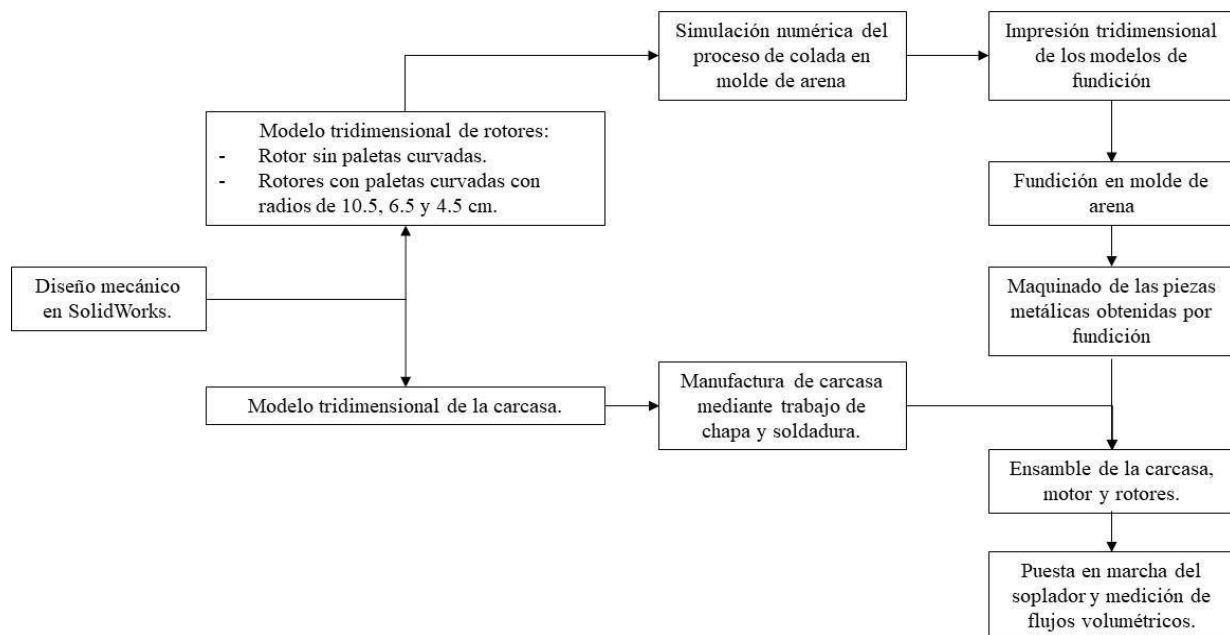 Simulación numérica del
proceso de colada en
molde de arena
Impresión tridimensional
de los modelos de
fundición
Modelo tridimensional de rotores:
- Rotor sin paletas curvadas.
- Rotores con paletas curvadas con
radios de 10.5, 6.5 y 4.5 cm.
Fundición en molde de
arena
Diseño mecánico
en SolidWorks.
Maquinado de las piezas
metálicas obtenidas por
fundición
Modelo tridimensional de la carcasa.
Manufactura de carcasa
mediante trabajo de
chapa y soldadura.
Ensamble de la carcasa,
motor y rotores.
Puesta en marcha del
soplador y medición de
flujos volumétricos.